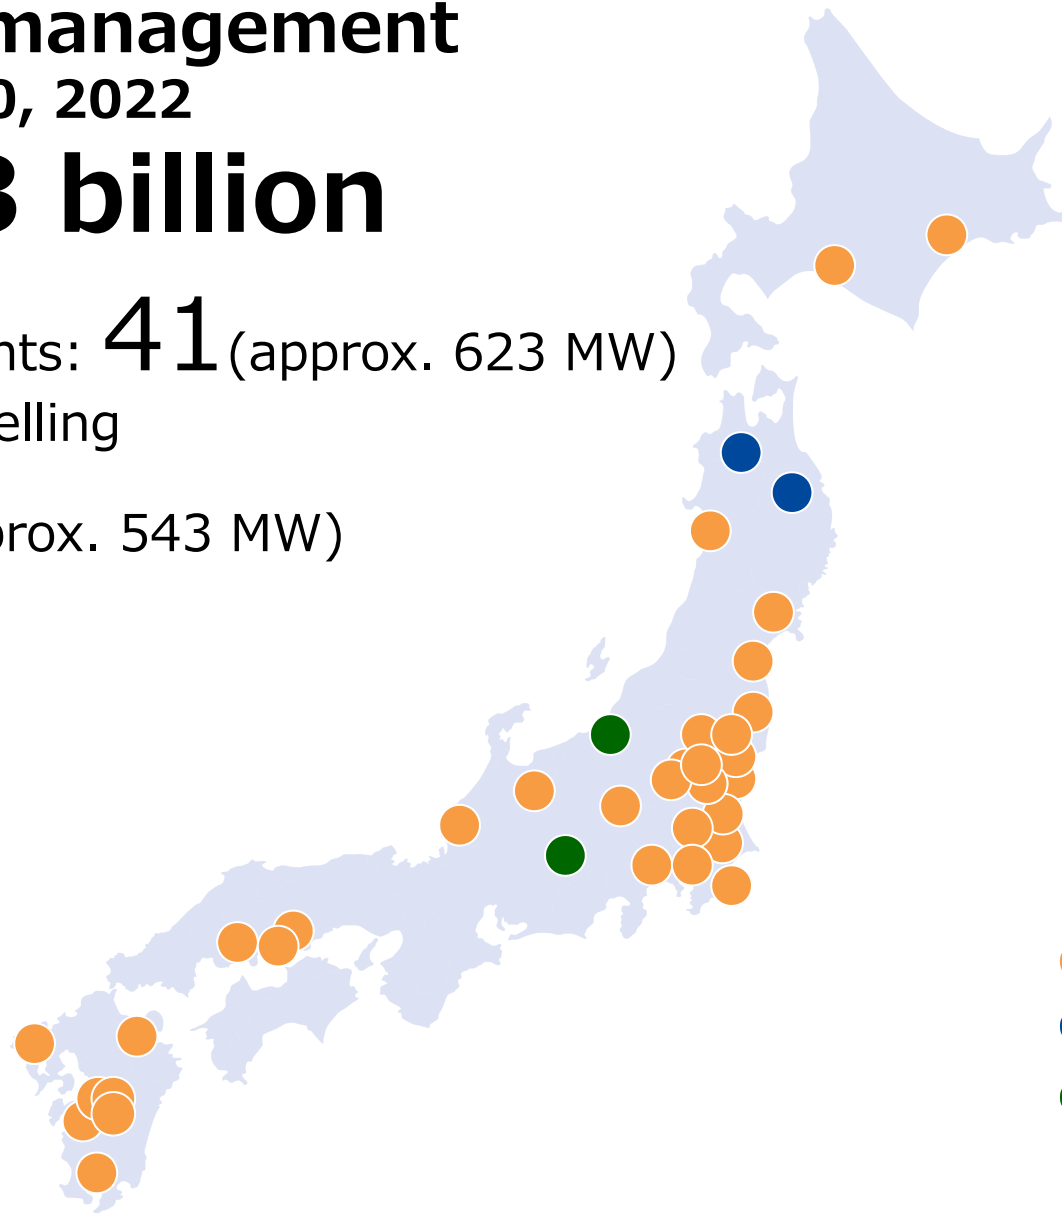 management
0, 2022
3 billion
nts: 41 (approx. 623 MW)
elling
prox. 543 MW)